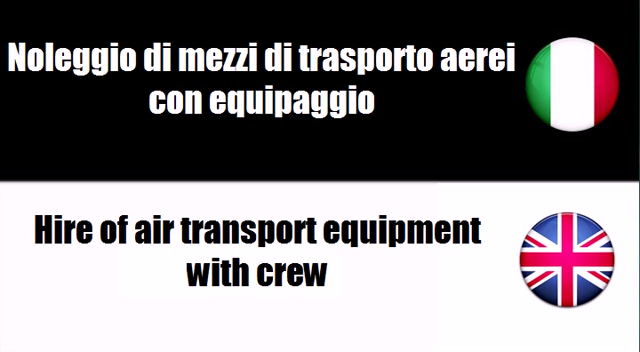 Noleggio di mezzi di trasporto aerei
con equipaggio
Hire of air transport equipment
with crew